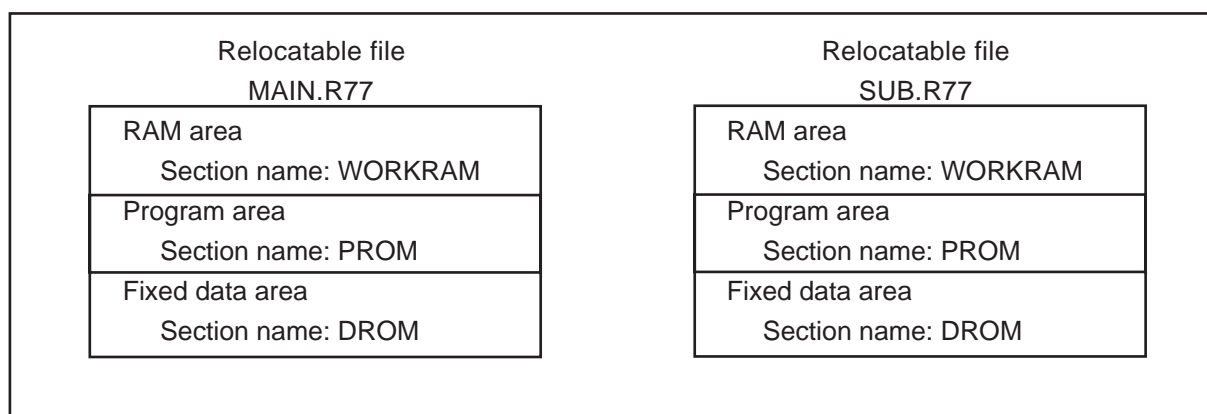 Relocatable file
MAIN.R77
RAM area
Section name: WORKRAM
Program area
Section name: PROM
Fixed data area
Section name: DROM
Relocatable file
SUB.R77
RAM area
Section name: WORKRAM
Program area
Section name: PROM
Fixed data area
Section name: DROM